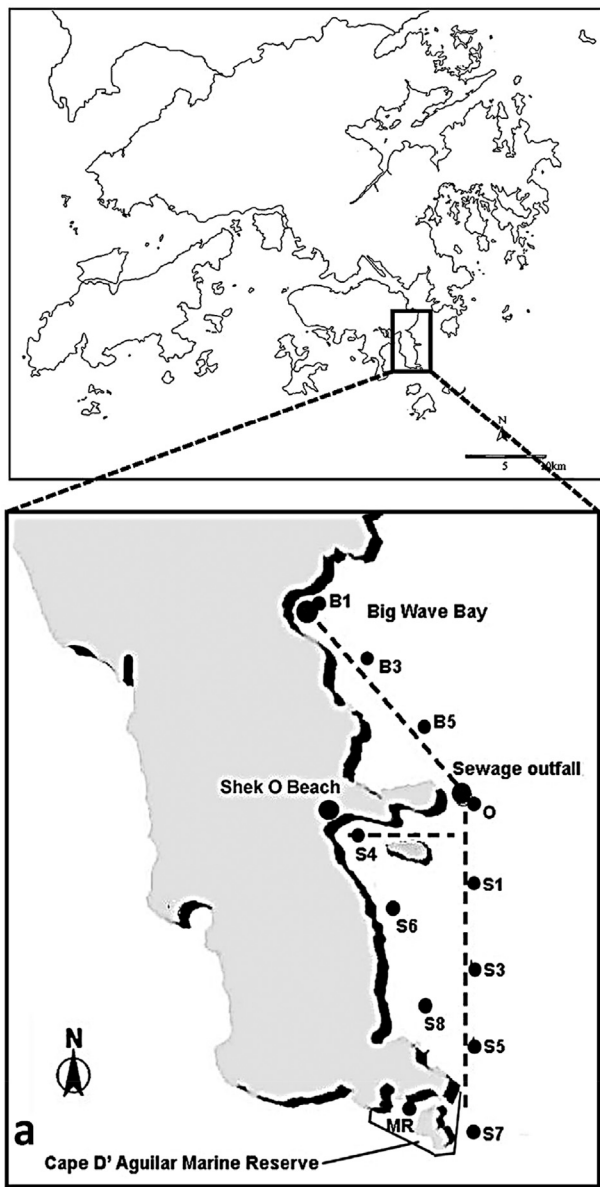 N
5 10km
B1
Big Wave Bay
B3
B5
Sewage outfall
Shek O Beach
O
S4
S1
S6
S3
S8
N
S5
MR
S7
a
Cape D' Aguilar Marine Reserve